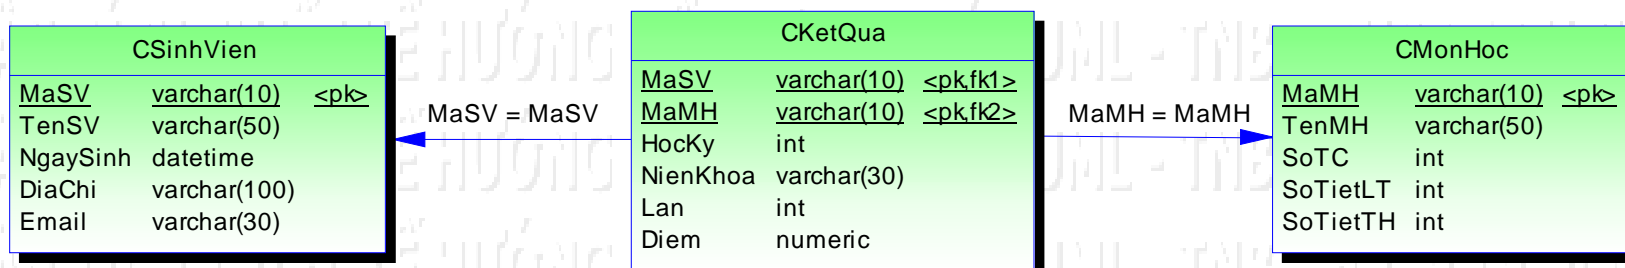 CSinhVien
MaSV varchar(10) <pk>
TenSV varchar(50)
NgaySinh datetime
DiaChi varchar(100)
Email varchar(30)
MaSV = MaSV
CKetQua
MaSV varchar(10) <pk,fk1>
MaMH varchar(10) <pk,fk2>
HocKy int
NienKhoa varchar(30)
Lan int
Diem numeric
MaMH = MaMH
CMonHoc
MaMH varchar(10) <pk>
TenMH varchar(50)
SoTC int
SoTietLT int
SoTietTH int